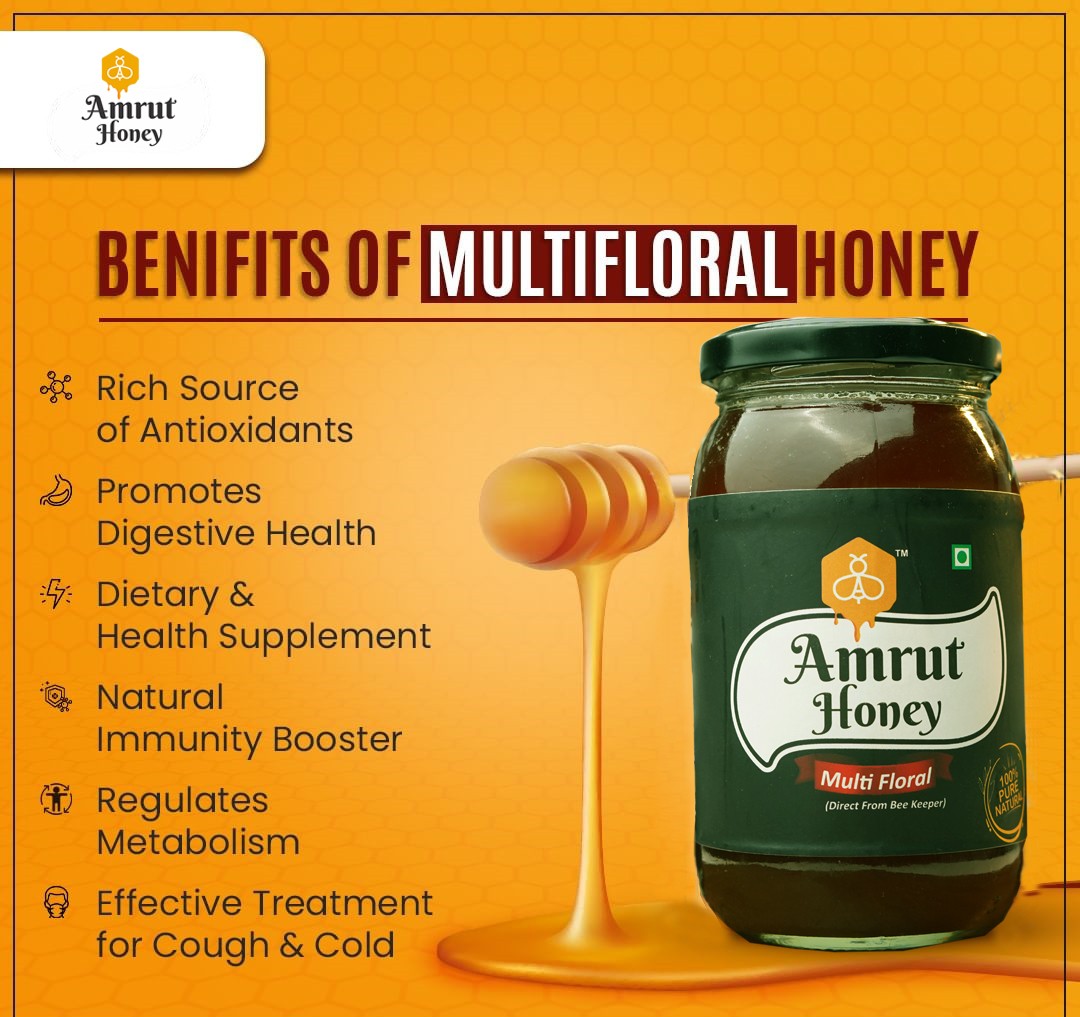 Amrut
Honey
BENIFITS OF MULTIFLORAL HONEY
Rich Source
of Antioxidants
Promotes
Digestive Health
Dietary &
Health Supplement
Natural
Immunity Booster
Regulates
Metabolism
Effective Treatment
for Cough & Cold
TM
Amrut
Honey
Multi Floral
(Direct From Bee Keeper)
100%
PURE
NATURAL